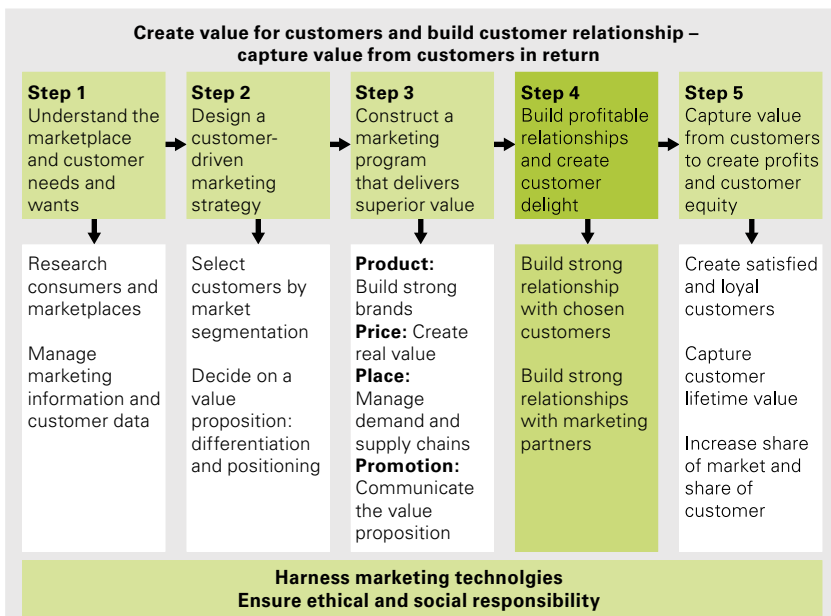 Create value for customers and build customer relationship –
capture value from customers in return
Step 1
Understand the
marketplace
and customer
needs and
wants
Step 2
Design a
customer-
driven
marketing
strategy
Step 3
Construct a
marketing
program
that delivers
superior value
Step 4
Build profitable
relationships
and create
customer
delight
Step 5
Capture value
from customers
to create profits
and customer
equity
Research
consumers and
marketplaces
Manage
marketing
information and
customer data
Select
customers by
market
segmentation
Decide on a
value
proposition:
differentiation
and positioning
Product:
Build strong
brands
Price: Create
real value
Place:
Manage
demand and
supply chains
Promotion:
Communicate
the value
proposition
Build strong
relationship
with chosen
customers
Build strong
relationships
with marketing
partners
Create satisfied
and loyal
customers
Capture
customer
lifetime value
Increase share
of market and
share of
customer
Harness marketing technolgies
Ensure ethical and social responsibility